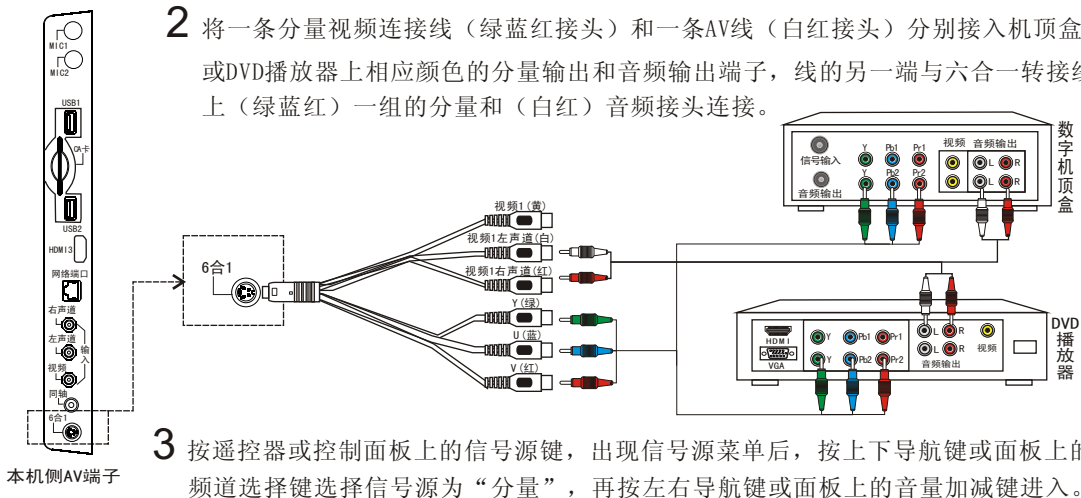 2 将一条分量视频连接线（绿蓝红接头）和一条AV线（白红接头）分别接入机顶盒
或DVD播放器上相应颜色的分量输出和音频输出端子，线的另一端与六合一转接线
上（绿蓝红）一组的分量和（白红）音频接头连接。
MIC1
MIC2
USB1
CA卡
USB2
HDMI3
网络端口
右声道
左声道
输入
视频
同轴
6合1
本机侧AV端子
6合1
视频1(黄)
视频1左声道(白)
视频1右声道(红)
Y(绿)
U(蓝)
V(红)
信号输入
音频输出
Y Pb1 Pr1
Y Pb2 Pr2
视频 音频输出
L R
L R
数字机顶盒
HDMI
VGA
Y Pb1 Pr1
Y Pb2 Pr2
L R
L R
音频输出
视频
DVD播放器
3 按遥控器或控制面板上的信号源键，出现信号源菜单后，按上下导航键或面板上的
频道选择键选择信号源为“分量”，再按左右导航键或面板上的音量加减键进入。